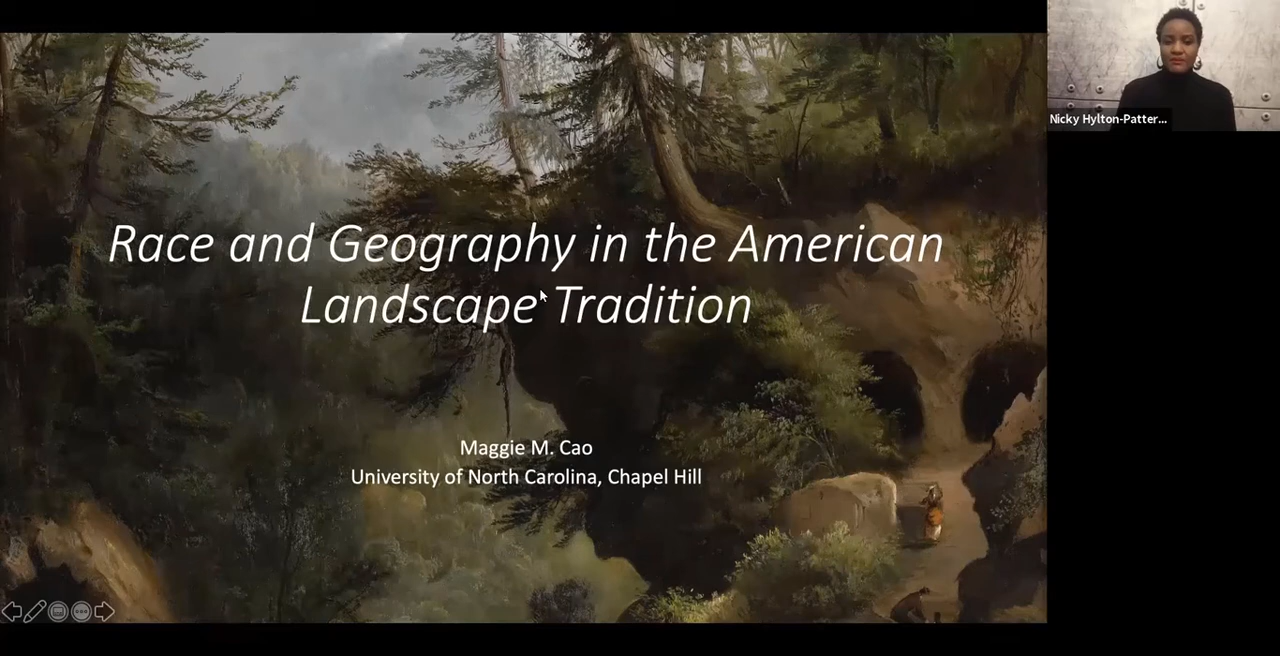 Race and Geography in the American
Landscape Tradition
Maggie M. Cao
University of North Carolina, Chapel Hill
Nicky Hylton-Patter...